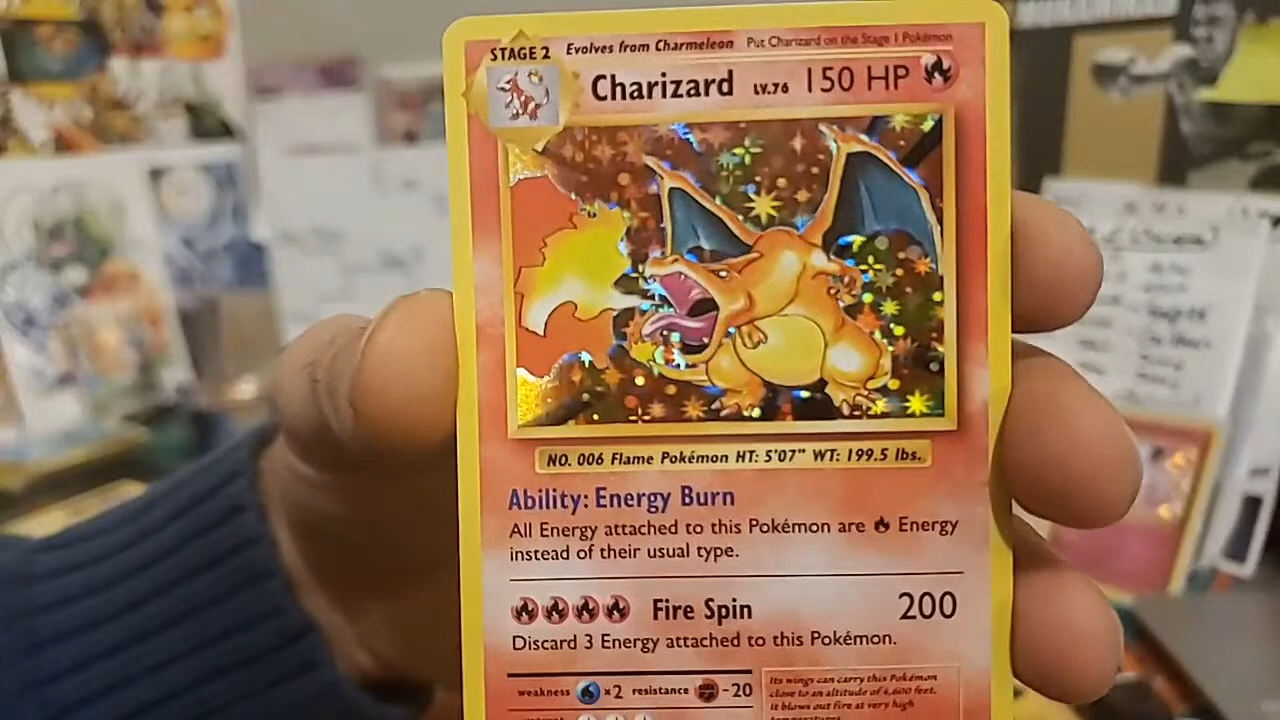 STAGE 2 Evolves from Charmeleon Put Charizard on the Stage 1 Pokémon
Charizard LV.76 150 HP
NO. 006 Flame Pokémon HT: 5'07" WT: 199.5 lbs.
Ability: Energy Burn
All Energy attached to this Pokémon are Energy
instead of their usual type.
Fire Spin 200
Discard 3 Energy attached to this Pokémon.
weakness x2 resistance -20
Its wings can carry this Pokémon
close to an altitude of 4,600 feet.
It blows out fire at very high